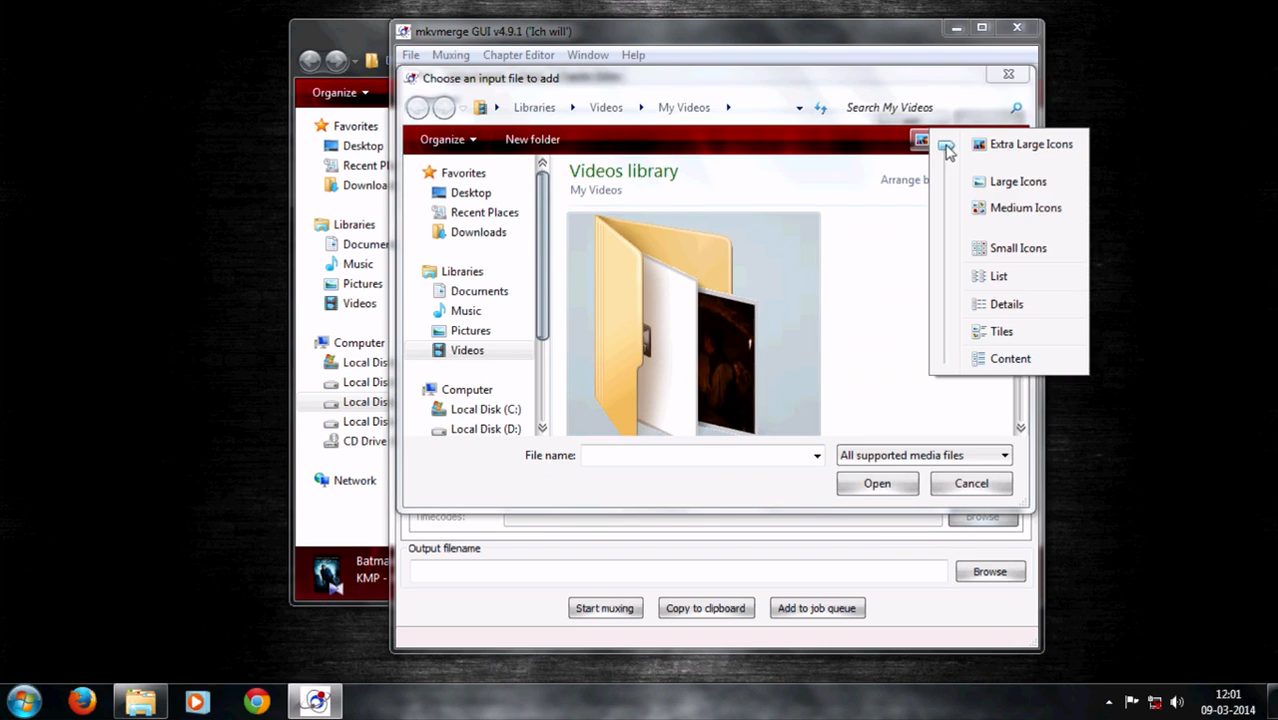 mkvmerge GUI v4.9.1 ('Ich will')
File Muxing Chapter Editor Window Help
Choose an input file to add
Libraries Videos My Videos Search My Videos
Organize
Organize New folder
Favorites
Desktop
Recent Pl
Downloa
Libraries
Documen
Music
Pictures
Videos
Computer
Local Dis
Local Dis
Local Dis
Local Dis
CD Drive
Network
Batma
KMP -
Favorites
Desktop
Recent Places
Downloads
Libraries
Documents
Music
Pictures
Videos
Computer
Local Disk (C:)
Local Disk (D:)
Videos library
My Videos
Arrange b
Extra Large Icons
Large Icons
Medium Icons
Small Icons
List
Details
Tiles
Content
File name: All supported media files
Open Cancel
Timecodes: Browse
Output filename
Browse
Start muxing Copy to clipboard Add to job queue
12:01
09-03-2014